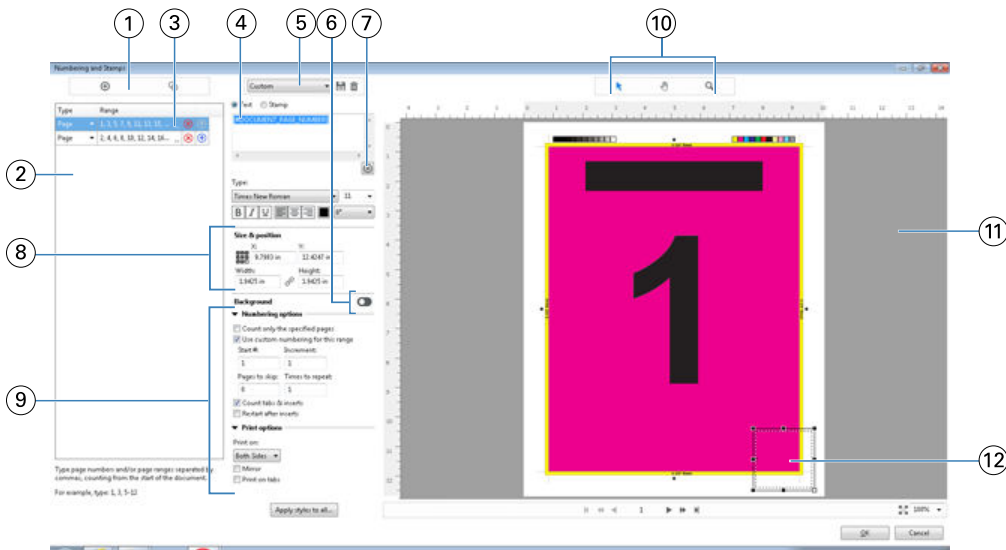 1 3 4 5 6 7 10
Numbering and Stamps
Custom
Type Range
Text Stamp
Page 1, 3, 5, 7, 9, 11, 13, 15, ...
#DOCUMENT_PAGE_NUMBER#
Page 2, 4, 6, 8, 10, 12, 14, 16... ...
2
Type:
Times New Roman 11
B I U 0°
Size & position
X: Y:
9.7983 in 12.4247 in
Width: Height:
1.9425 in 1.9425 in
8
11
Background
Numbering options
Count only the specified pages
Use custom numbering for this range
Start #: Increment:
1 1
Pages to skip: Times to repeat:
0 1
Count tabs & inserts
Restart after inserts
9
Print options
Print on:
Both Sides
Mirror
Print on tabs
Type page numbers and/or page ranges separated by
commas, counting from the start of the document.
For example, type: 1, 3, 5-12
Apply styles to all...
1
12
1 100%
OK Cancel